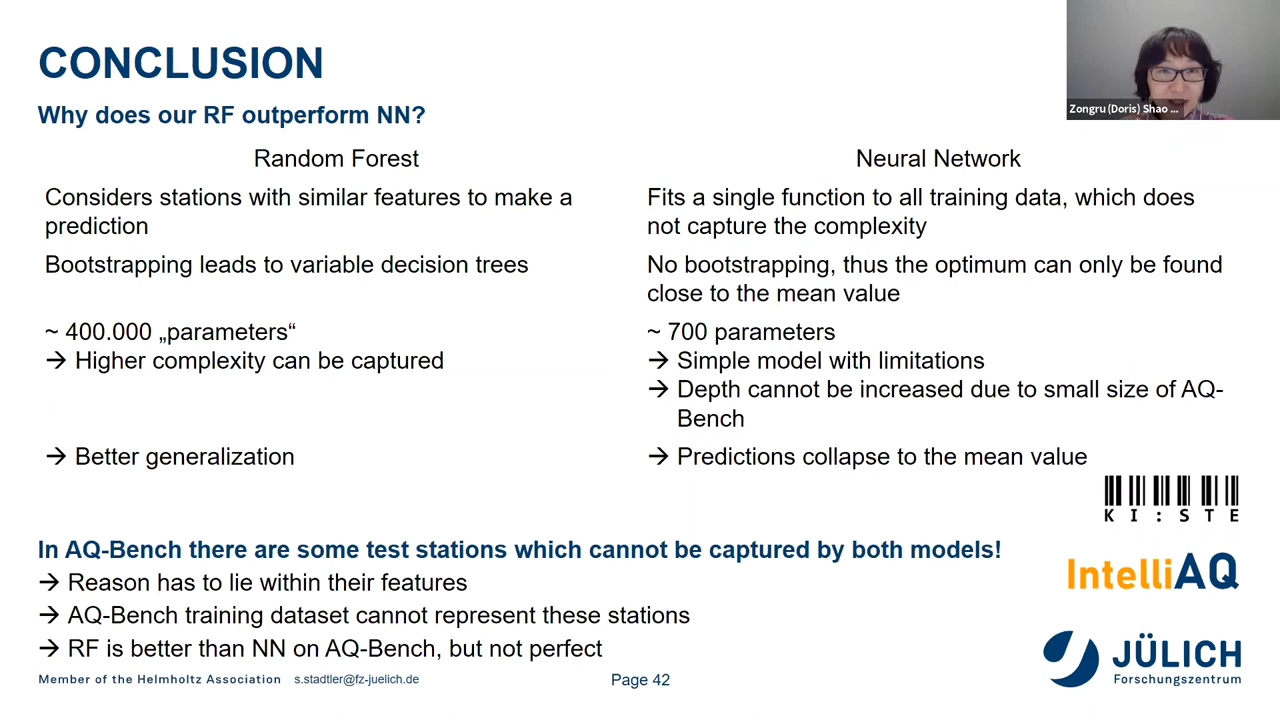 CONCLUSION
Why does our RF outperform NN?
Zongru (Doris) Shao ...
Random Forest
Neural Network
Considers stations with similar features to make a
prediction
Fits a single function to all training data, which does
not capture the complexity
Bootstrapping leads to variable decision trees
No bootstrapping, thus the optimum can only be found
close to the mean value
~ 400.000 „parameters“
→ Higher complexity can be captured
~ 700 parameters
→ Simple model with limitations
→ Depth cannot be increased due to small size of AQ-
Bench
→ Better generalization
→ Predictions collapse to the mean value
KI:STE
In AQ-Bench there are some test stations which cannot be captured by both models!
→ Reason has to lie within their features
→ AQ-Bench training dataset cannot represent these stations
→ RF is better than NN on AQ-Bench, but not perfect
IntelliAQ
JÜLICH
Forschungszentrum
Member of the Helmholtz Association
s.stadtler@fz-juelich.de
Page 42